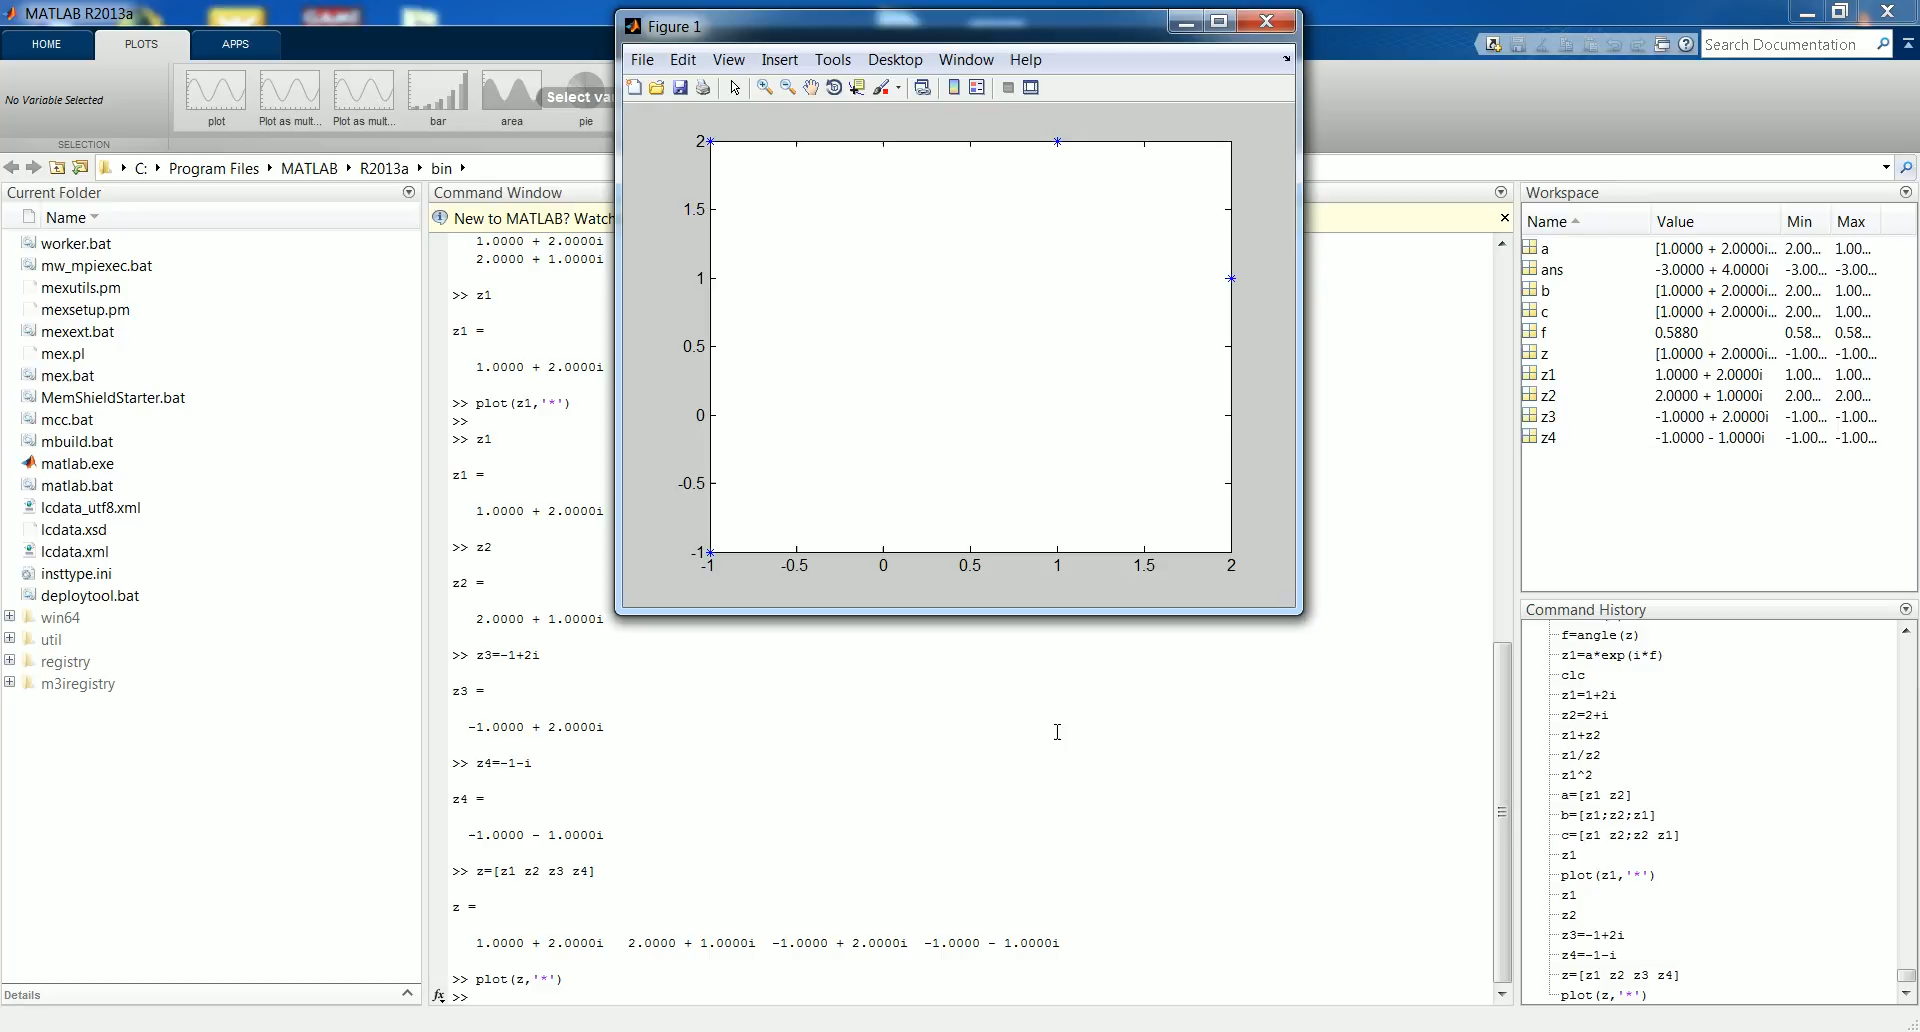 MATLAB R2013a
HOME
PLOTS
APPS
Search Documentation
No Variable Selected
plot
Plot as mult...
Plot as mult...
bar
area
pie
Select va
SELECTION
C:
Program Files
MATLAB
R2013a
bin
Current Folder
Name
worker.bat
mw_mpiexec.bat
mexutils.pm
mexsetup.pm
mexext.bat
mex.pl
mex.bat
MemShieldStarter.bat
mcc.bat
mbuild.bat
matlab.exe
matlab.bat
lcdata_utf8.xml
lcdata.xsd
lcdata.xml
insttype.ini
deploytool.bat
win64
util
registry
m3iregistry
Details
Command Window
New to MATLAB? Watch
1.0000 + 2.0000i
2.0000 + 1.0000i
>> z1
z1 =
1.0000 + 2.0000i
>> plot(z1,'*')
>>
>> z1
z1 =
1.0000 + 2.0000i
>> z2
z2 =
2.0000 + 1.0000i
>> z3=-1+2i
z3 =
-1.0000 + 2.0000i
>> z4=-1-i
z4 =
-1.0000 - 1.0000i
>> z=[z1 z2 z3 z4]
z =
1.0000 + 2.0000i 2.0000 + 1.0000i -1.0000 + 2.0000i -1.0000 - 1.0000i
>> plot(z,'*')
fx >>
Figure 1
File Edit View Insert Tools Desktop Window Help
2
1.5
1
0.5
0
-0.5
-1
-1 -0.5 0 0.5 1 1.5 2
Workspace
Name Value Min Max
a [1.0000 + 2.0000i... 2.00... 1.00...
ans -3.0000 + 4.0000i -3.00... -3.00...
b [1.0000 + 2.0000i... 2.00... 1.00...
c [1.0000 + 2.0000i... 2.00... 1.00...
f 0.5880 0.58... 0.58...
z [1.0000 + 2.0000i... -1.00... -1.00...
z1 1.0000 + 2.0000i 1.00... 1.00...
z2 2.0000 + 1.0000i 2.00... 2.00...
z3 -1.0000 + 2.0000i -1.00... -1.00...
z4 -1.0000 - 1.0000i -1.00... -1.00...
Command History
f=angle(z)
z1=a*exp(i*f)
clc
z1=1+2i
z2=2+i
z1+z2
z1/z2
z1^2
a=[z1 z2]
b=[z1;z2;z1]
c=[z1 z2;z2 z1]
z1
plot(z1,'*')
z1
z2
z3=-1+2i
z4=-1-i
z=[z1 z2 z3 z4]
plot(z,'*')